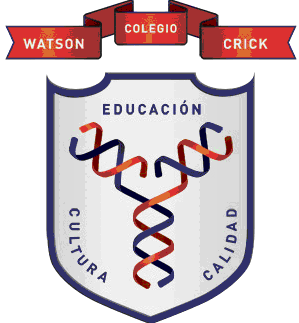 COLEGIO
WATSON CRICK
EDUCACIÓN
CULTURA
CALIDAD